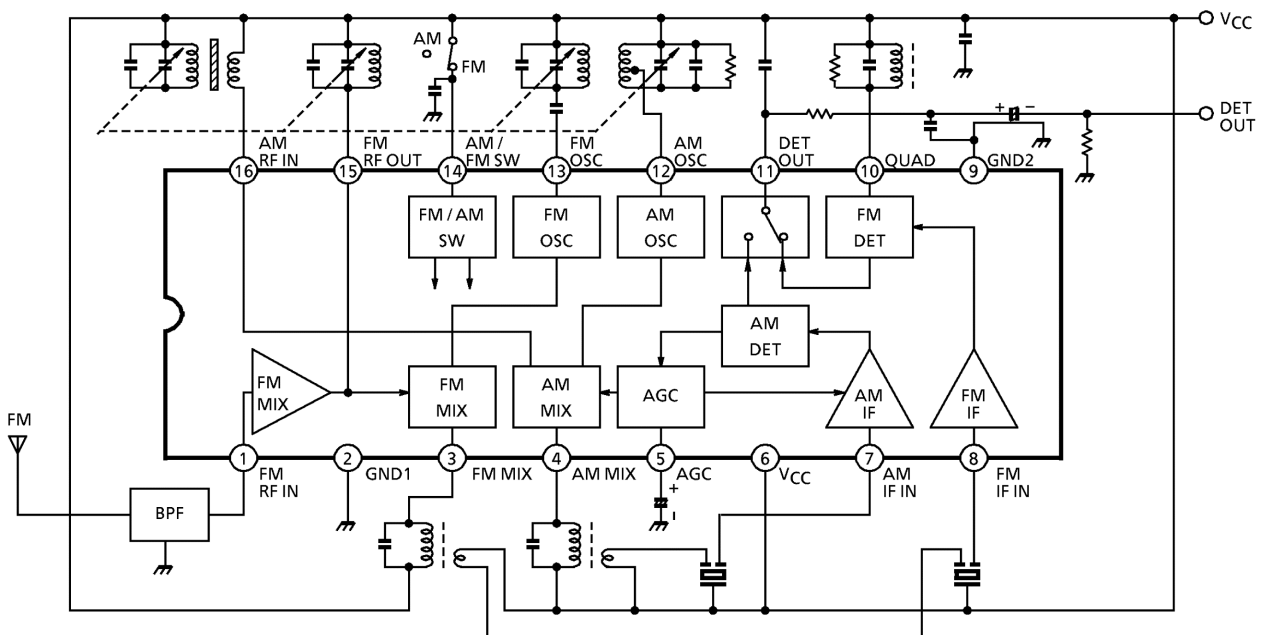 VCC
AM
FM
DET
OUT
+ −
AM
RF IN
FM
RF OUT
AM /
FM SW
FM
OSC
AM
OSC
DET
OUT
QUAD
GND2
16
15
14
13
12
11
10
9
FM / AM
SW
FM
OSC
AM
OSC
FM
DET
AM
DET
FM
MIX
FM
MIX
AM
MIX
AGC
AM
IF
FM
IF
FM
1
2
3
4
5
6
7
8
FM
RF IN
GND1
FM MIX
AM MIX
AGC
VCC
AM
IF IN
FM
IF IN
+
−
BPF